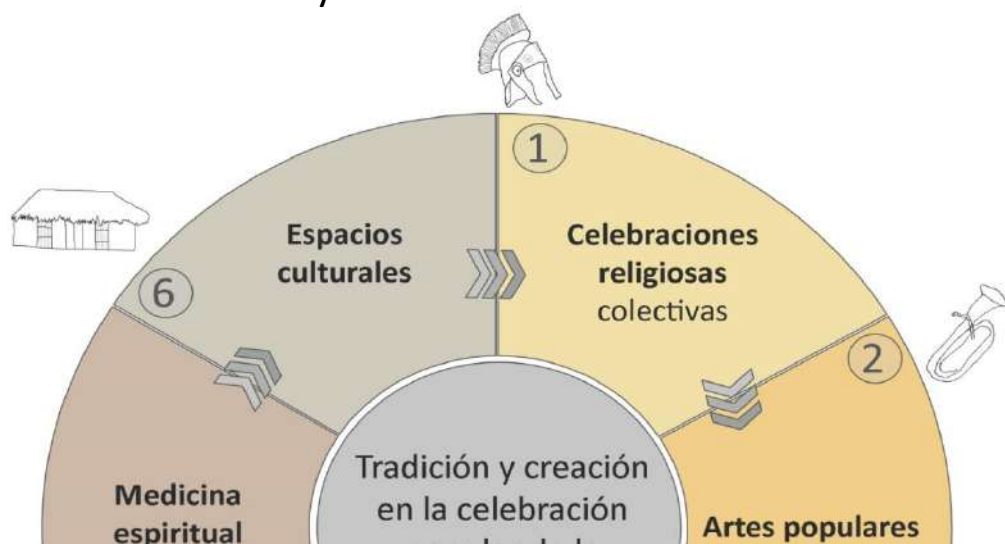 1
Espacios
culturales
Celebraciones
religiosas
colectivas
6
2
Medicina
espiritual
Tradición y creación
en la celebración
Artes populares